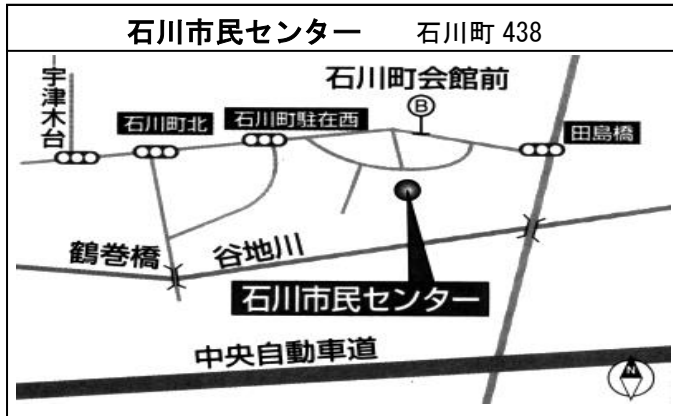 石川市民センター 石川町 438
石川町会館前
宇津木台
石川町北
石川町駐在西
B
田島橋
鶴巻橋
谷地川
石川市民センター
中央自動車道
N